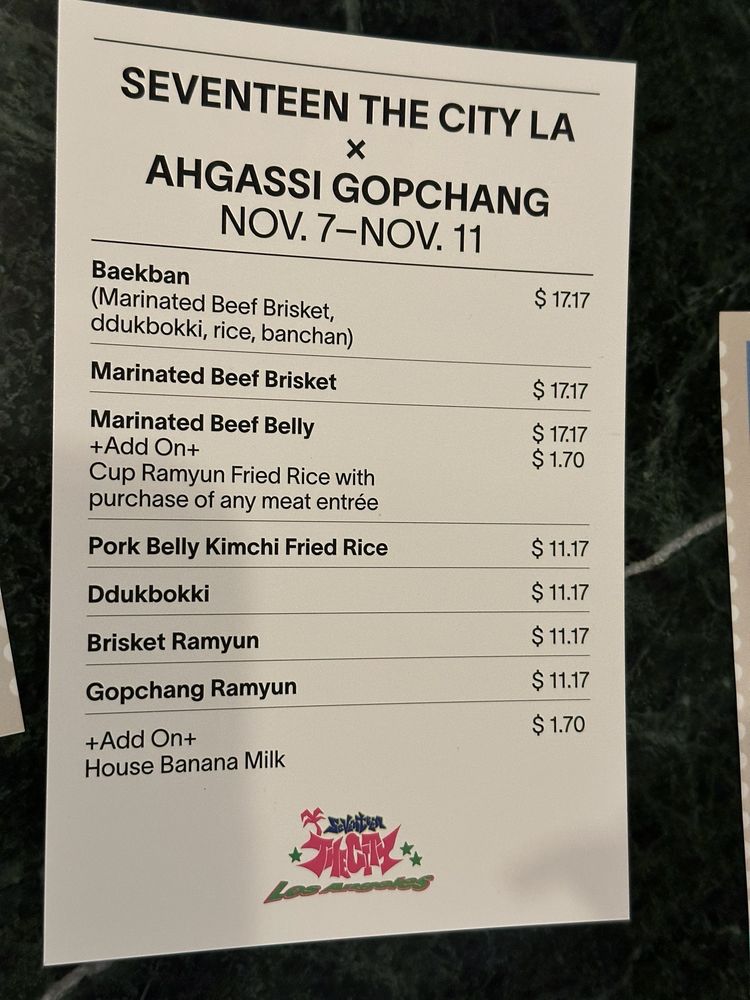 SEVENTEEN THE CITY LA
×
AHGASSI GOPCHANG
NOV. 7–NOV. 11
Baekban
(Marinated Beef Brisket, $ 17.17
ddukbokki, rice, banchan)
Marinated Beef Brisket $ 17.17
Marinated Beef Belly $ 17.17
+Add On+ $ 1.70
Cup Ramyun Fried Rice with
purchase of any meat entrée
Pork Belly Kimchi Fried Rice $ 11.17
Ddukbokki $ 11.17
Brisket Ramyun $ 11.17
Gopchang Ramyun $ 11.17
+Add On+ $ 1.70
House Banana Milk
SEVENTEEN
THE CITY
Los Angeles